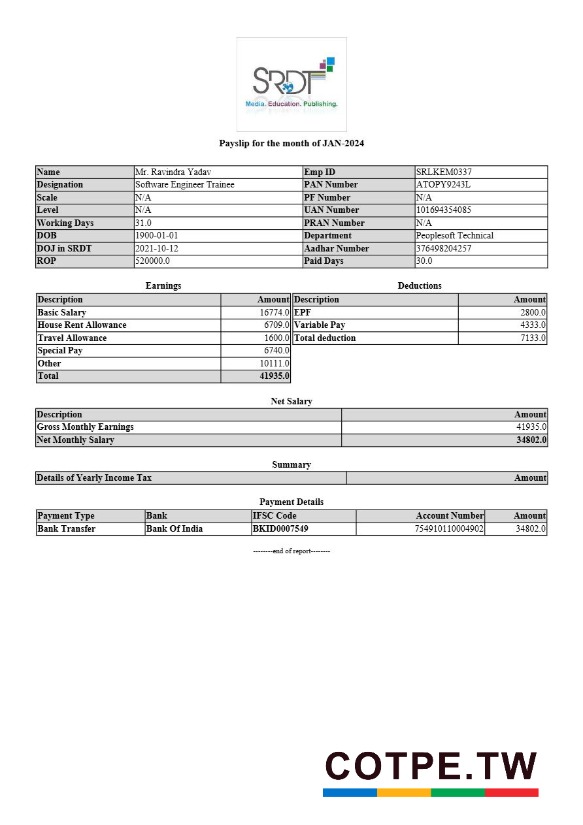 SRDT
Media. Education. Publishing.
Payslip for the month of JAN-2024
Name Mr. Ravindra Yadav Emp ID SRLKEM0337
Designation Software Engineer Trainee PAN Number ATOPY9243L
Scale N/A PF Number N/A
Level N/A UAN Number 101694354085
Working Days 31.0 PRAN Number N/A
DOB 1900-01-01 Department Peoplesoft Technical
DOJ in SRDT 2021-10-12 Aadhar Number 376498204257
ROP 520000.0 Paid Days 30.0
Earnings Deductions
Description Amount Description Amount
Basic Salary 16774.0 EPF 2800.0
House Rent Allowance 6709.0 Variable Pay 4333.0
Travel Allowance 1600.0 Total deduction 7133.0
Special Pay 6740.0
Other 10111.0
Total 41935.0
Net Salary
Description Amount
Gross Monthly Earnings 41935.0
Net Monthly Salary 34802.0
Summary
Details of Yearly Income Tax Amount
Payment Details
Payment Type Bank IFSC Code Account Number Amount
Bank Transfer Bank Of India BKID0007549 754910110004902 34802.0
--------end of report--------
COTPE.TW